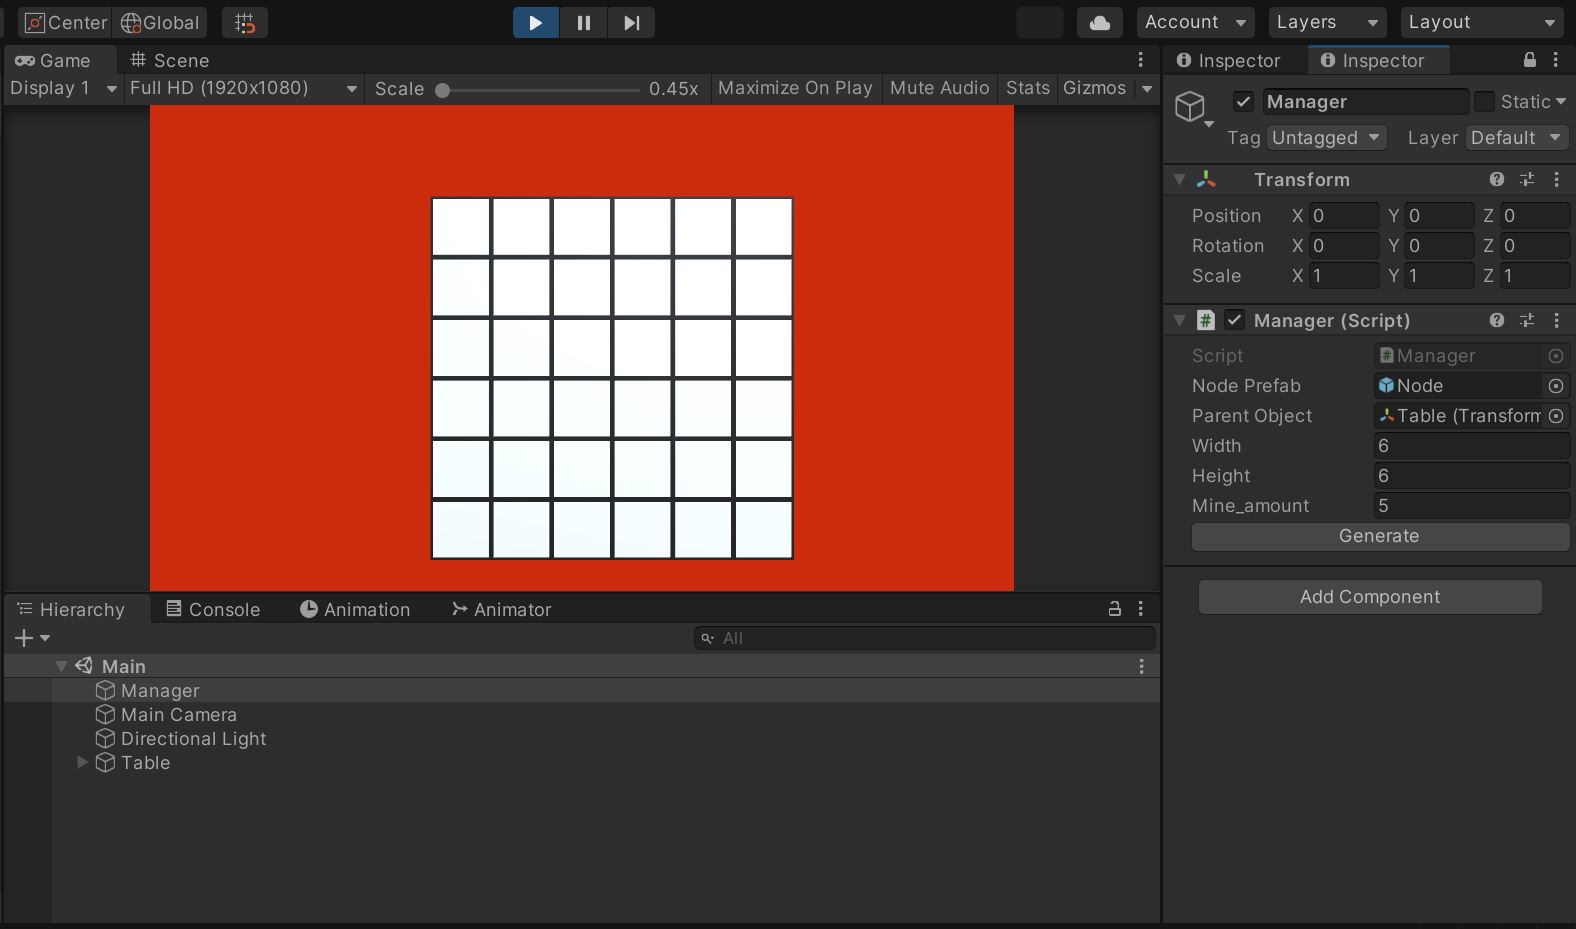 Center Global
Account Layers Layout
Game Scene
Display 1 Full HD (1920x1080) Scale 0.45x Maximize On Play Mute Audio Stats Gizmos
Hierarchy Console Animation Animator
All
Main
Manager
Main Camera
Directional Light
Table
Inspector Inspector
Manager Static
Tag Untagged Layer Default
Transform
Position X 0 Y 0 Z 0
Rotation X 0 Y 0 Z 0
Scale X 1 Y 1 Z 1
# Manager (Script)
Script # Manager
Node Prefab Node
Parent Object Table (Transform
Width 6
Height 6
Mine_amount 5
Generate
Add Component